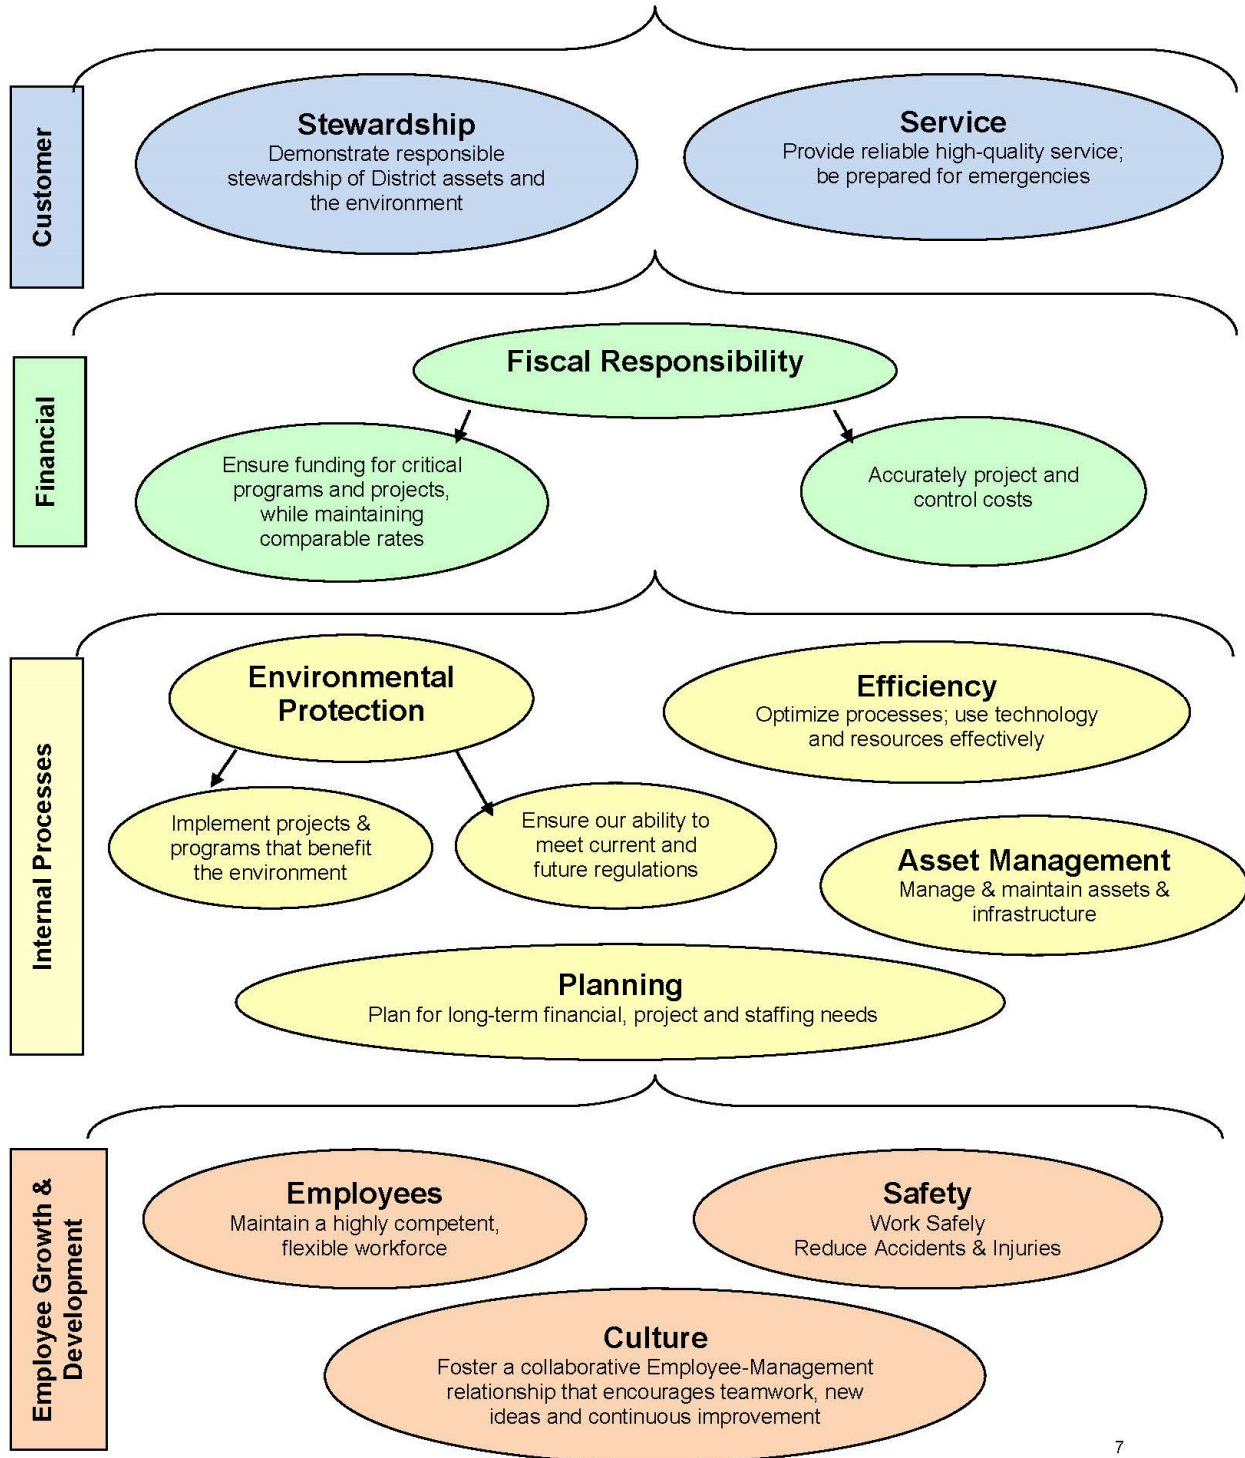 Customer
Stewardship
Demonstrate responsible
stewardship of District assets and
the environment
Service
Provide reliable high-quality service;
be prepared for emergencies
Financial
Fiscal Responsibility
Ensure funding for critical
programs and projects,
while maintaining
comparable rates
Accurately project and
control costs
Internal Processes
Environmental
Protection
Efficiency
Optimize processes; use technology
and resources effectively
Implement projects &
programs that benefit
the environment
Ensure our ability to
meet current and
future regulations
Asset Management
Manage & maintain assets &
infrastructure
Planning
Plan for long-term financial, project and staffing needs
Employee Growth &
Development
Employees
Maintain a highly competent,
flexible workforce
Safety
Work Safely
Reduce Accidents & Injuries
Culture
Foster a collaborative Employee-Management
relationship that encourages teamwork, new
ideas and continuous improvement
7